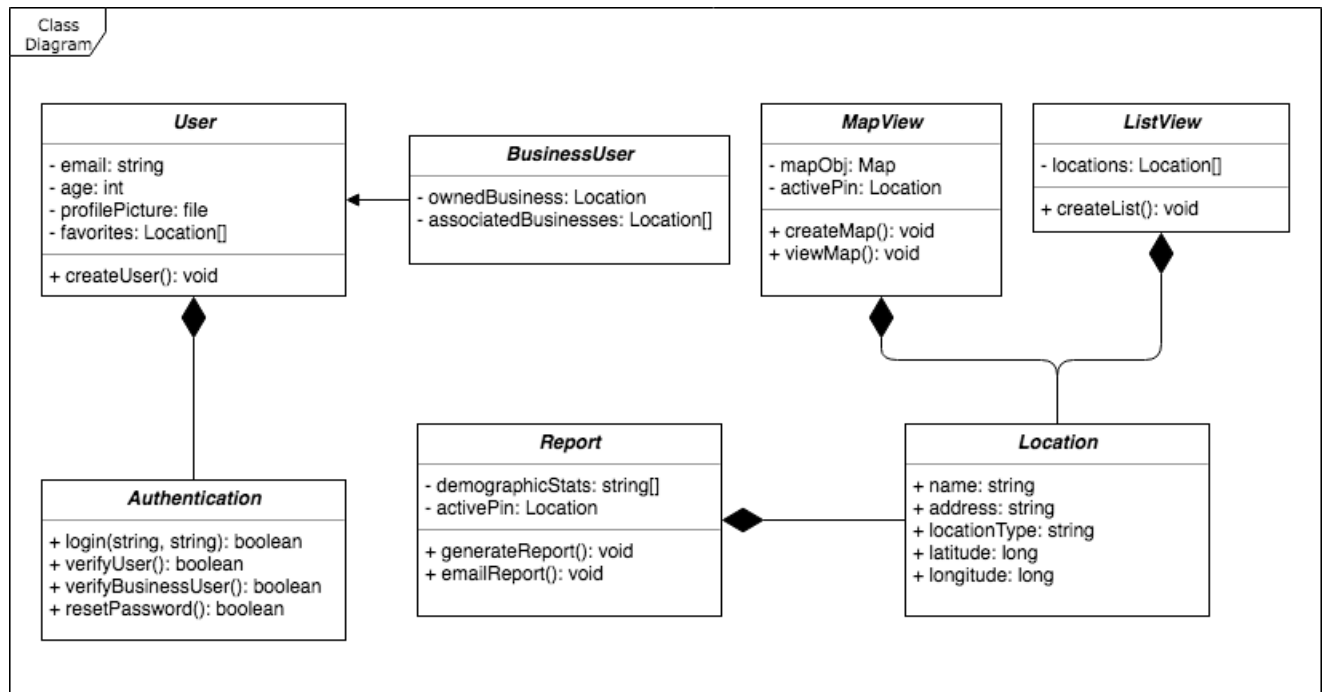 Class
Diagram
User
- email: string
- age: int
- profilePicture: file
- favorites: Location[]
+ createUser(): void
BusinessUser
- ownedBusiness: Location
- associatedBusinesses: Location[]
MapView
- mapObj: Map
- activePin: Location
+ createMap(): void
+ viewMap(): void
ListView
- locations: Location[]
+ createList(): void
Authentication
+ login(string, string): boolean
+ verifyUser(): boolean
+ verifyBusinessUser(): boolean
+ resetPassword(): boolean
Report
- demographicStats: string[]
- activePin: Location
+ generateReport(): void
+ emailReport(): void
Location
+ name: string
+ address: string
+ locationType: string
+ latitude: long
+ longitude: long